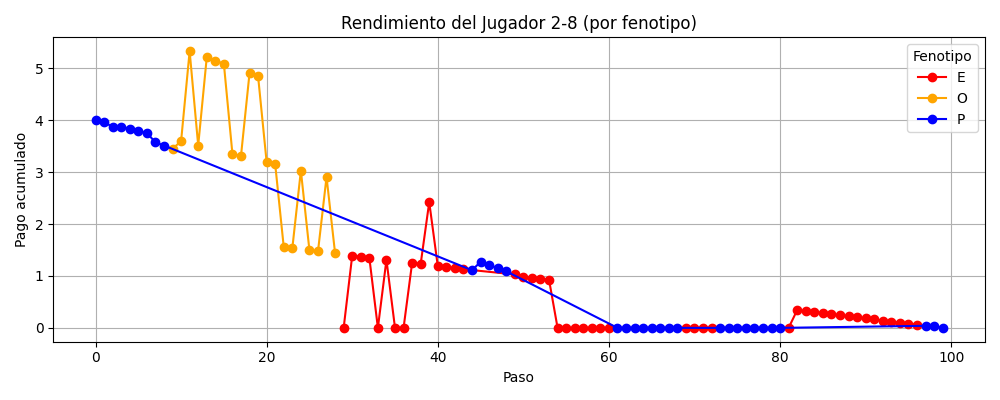 Rendimiento del Jugador 2-8 (por fenotipo)
Pago acumulado
5
4
3
2
1
0
Fenotipo
E
O
P
0
20
40
60
80
100
Paso